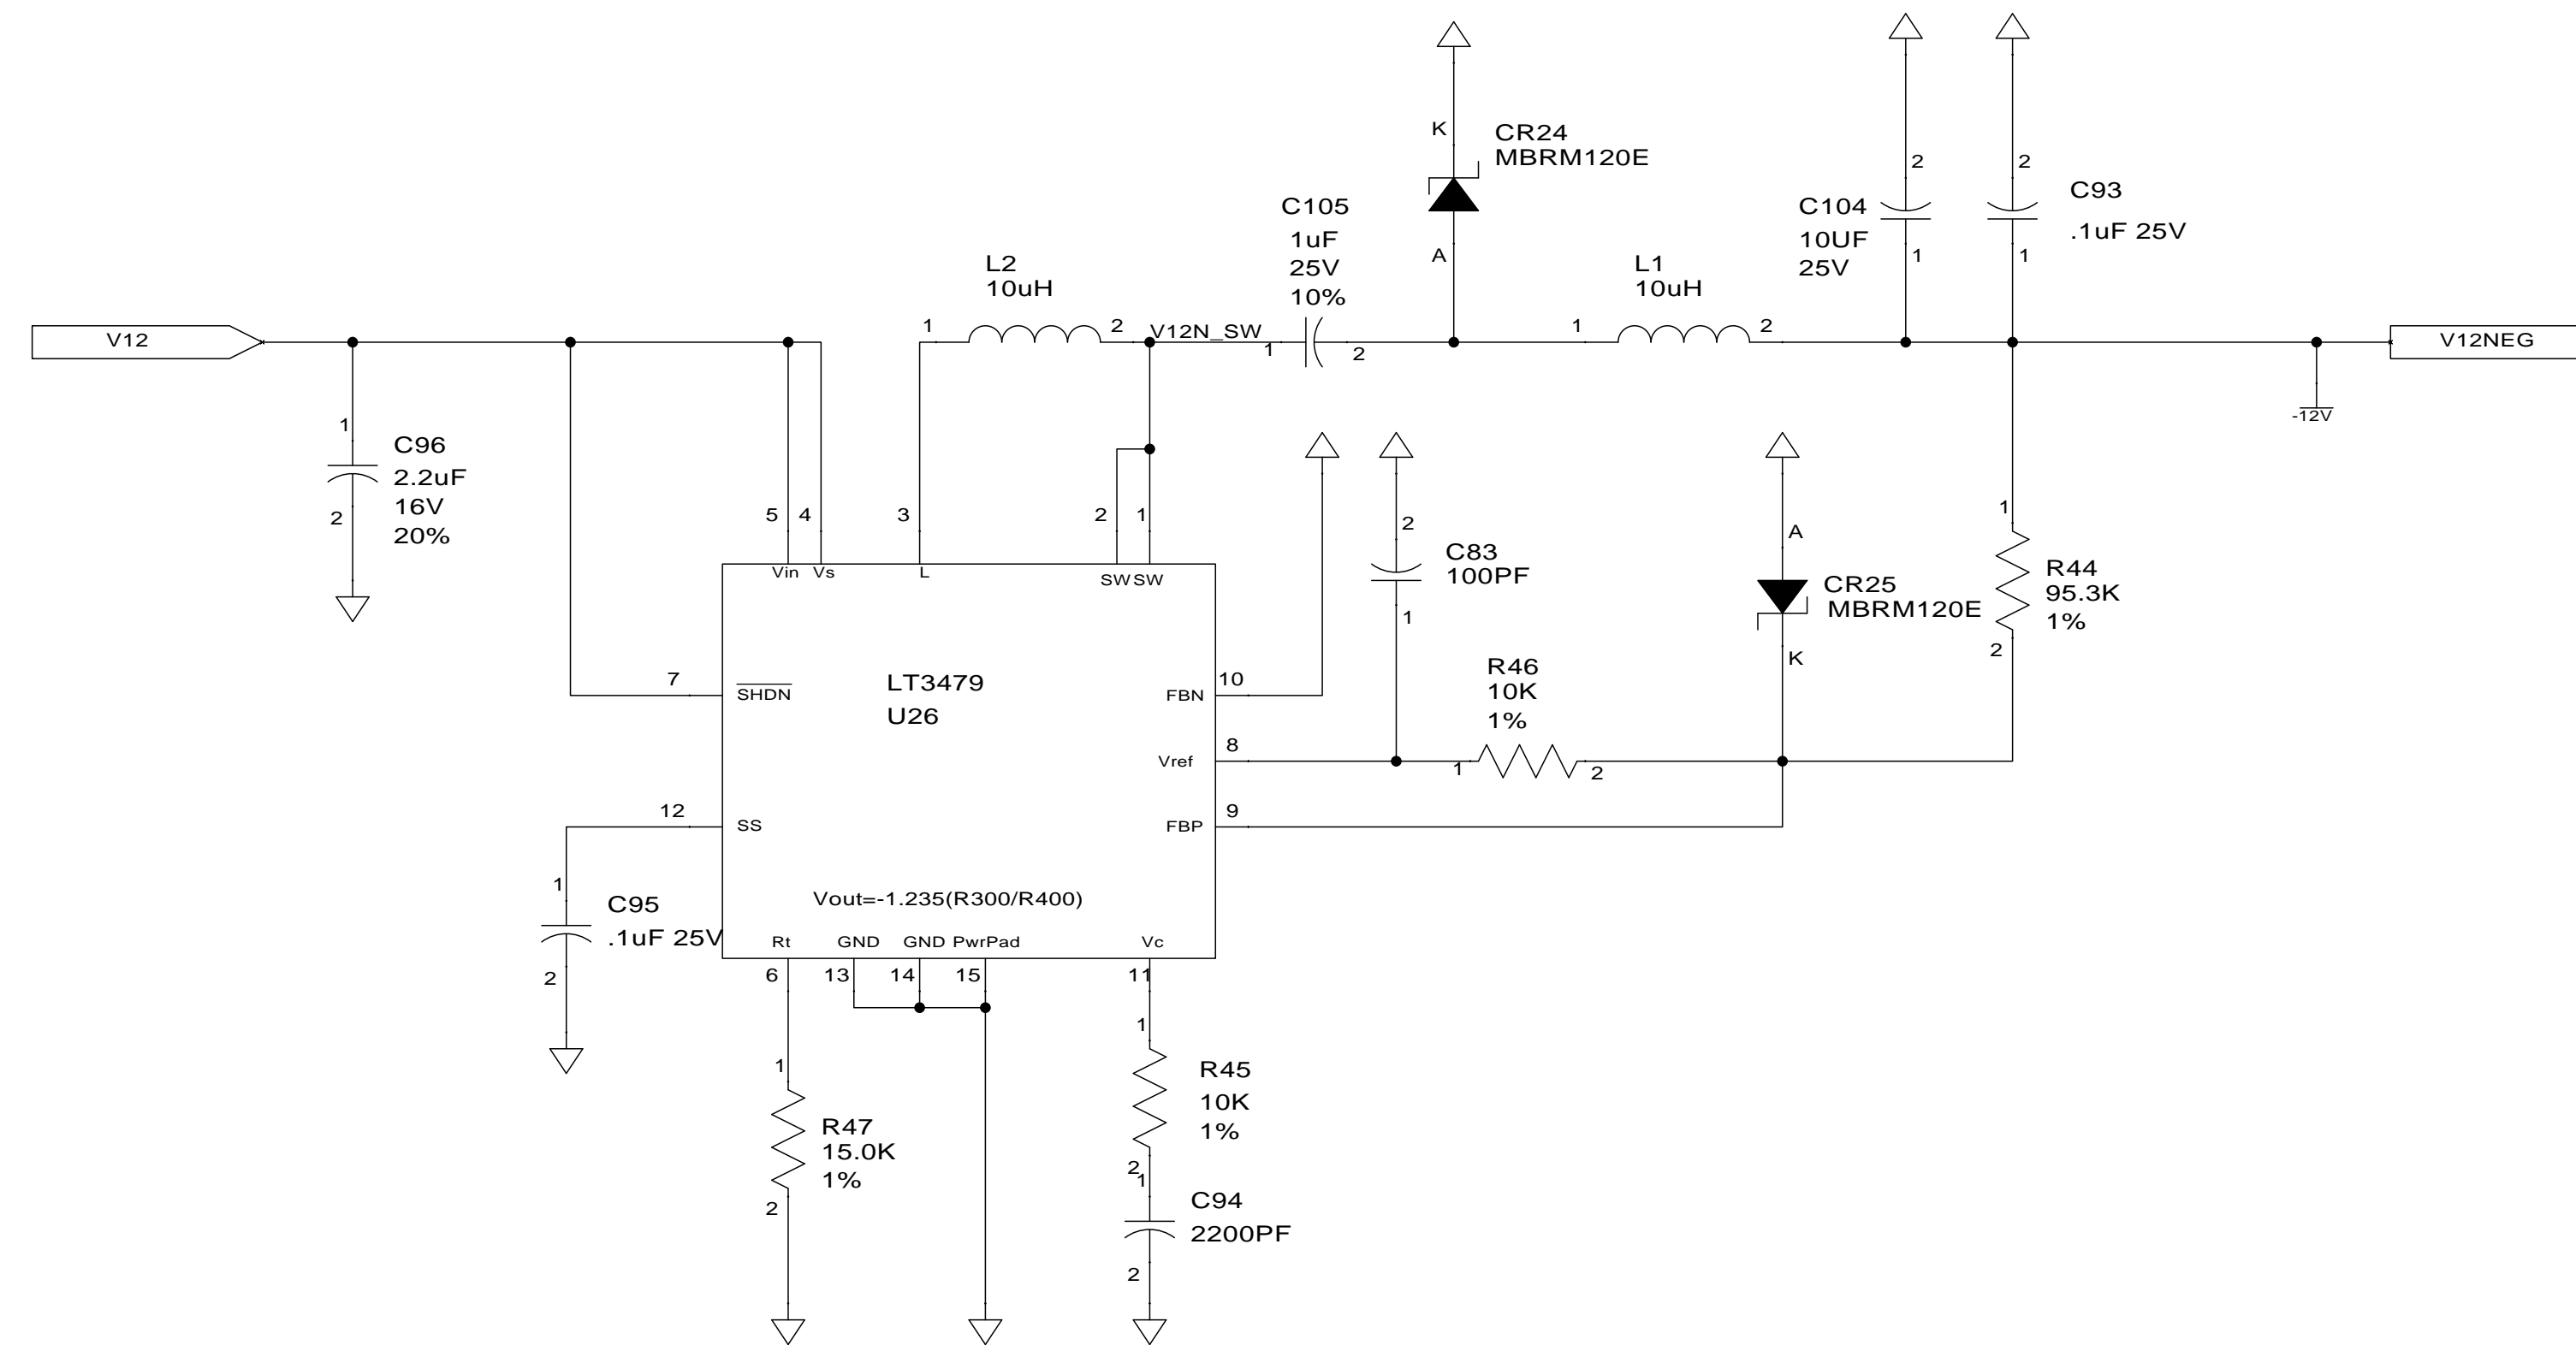 K
CR24
MBRM120E
A
C105
1uF
25V
10%
2
C104
10UF
25V
1
2
C93
.1uF 25V
1
L2
10uH
L1
10uH
V12
1
2
V12N_SW
1
2
1
2
V12NEG
-12V
1
C96
2.2uF
16V
20%
2
5
4
3
2
1
Vin
Vs
L
SW
SW
2
C83
100PF
1
A
CR25
MBRM120E
K
1
R44
95.3K
1%
2
7
SHDN
LT3479
U26
FBN
10
R46
10K
1%
Vref
8
1
2
12
SS
FBP
9
1
C95
.1uF 25V
2
Vout=-1.235(R300/R400)
Rt
GND
GND
PwrPad
Vc
6
13
14
15
11
1
R47
15.0K
1%
2
1
R45
10K
1%
2
1
C94
2200PF
2